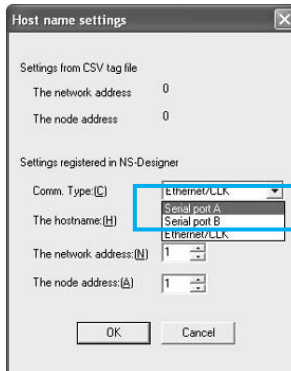 Host name settings
Settings from CSV tag file
The network address 0
The node address 0
Settings registered in NS-Designer
Comm. Type:(C) Ethernet/CLK
Serial port A
The hostname:(H) Serial port B
Ethernet/CLK
The network address:(N) 1
The node address:(A) 1
OK Cancel